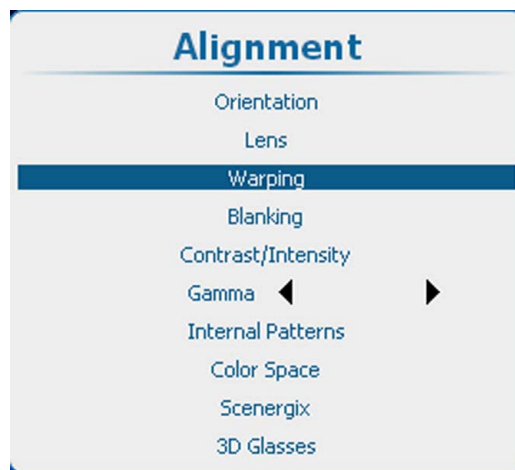 Alignment
Orientation
Lens
Warping
Blanking
Contrast/Intensity
Gamma
Internal Patterns
Color Space
Scenergix
3D Glasses